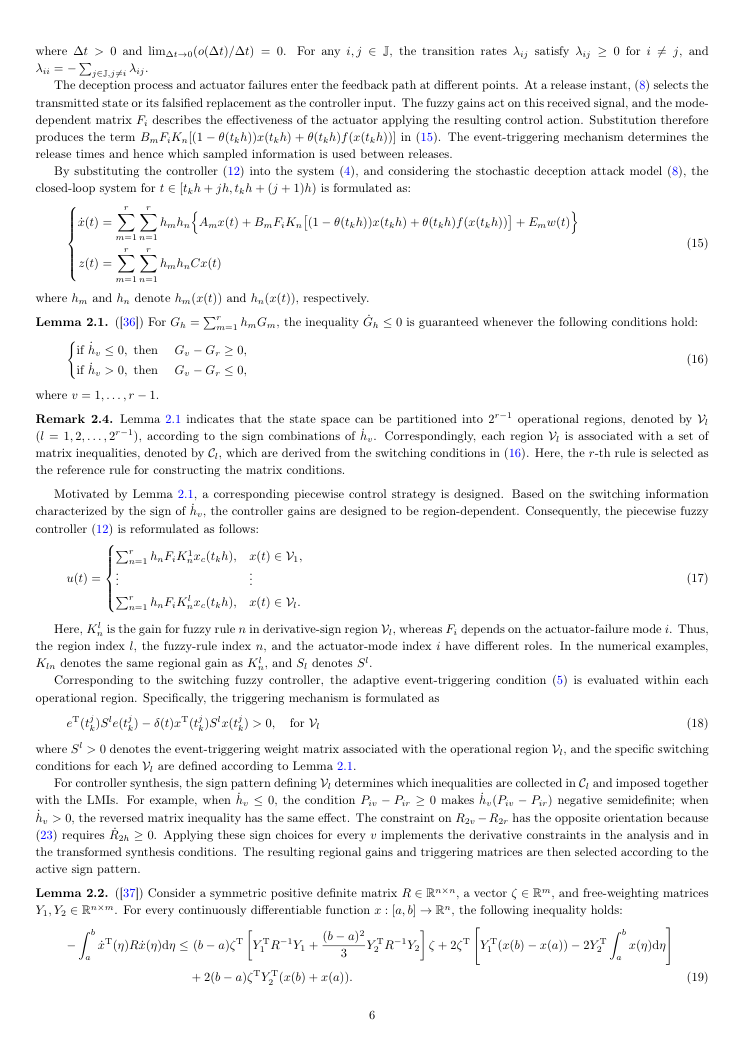 where Δt > 0 and lim_{Δt→0}(o(Δt)/Δt) = 0. For any i, j ∈ 𝕁, the transition rates λ_{ij} satisfy λ_{ij} ≥ 0 for i ≠ j, and
λ_{ii} = − ∑_{j∈𝕁,j≠i} λ_{ij}.
The deception process and actuator failures enter the feedback path at different points. At a release instant, (8) selects the
transmitted state or its falsified replacement as the controller input. The fuzzy gains act on this received signal, and the mode-
dependent matrix F_i describes the effectiveness of the actuator applying the resulting control action. Substitution therefore
produces the term B_m F_i K_n[(1 − θ(t_k h))x(t_k h) + θ(t_k h)f(x(t_k h))] in (15). The event-triggering mechanism determines the
release times and hence which sampled information is used between releases.
By substituting the controller (12) into the system (4), and considering the stochastic deception attack model (8), the
closed-loop system for t ∈ [t_k h + jh, t_k h + (j + 1)h) is formulated as:
ẋ(t) = ∑_{m=1}^{r} ∑_{n=1}^{r} h_m h_n {A_m x(t) + B_m F_i K_n [(1 − θ(t_k h))x(t_k h) + θ(t_k h)f(x(t_k h))] + E_m w(t)}
z(t) = ∑_{m=1}^{r} ∑_{n=1}^{r} h_m h_n C x(t)
(15)
where h_m and h_n denote h_m(x(t)) and h_n(x(t)), respectively.
Lemma 2.1. ([36]) For G_h = ∑_{m=1}^{r} h_m G_m, the inequality Ġ_h ≤ 0 is guaranteed whenever the following conditions hold:
if ḣ_v ≤ 0, then G_v − G_r ≥ 0,
if ḣ_v > 0, then G_v − G_r ≤ 0,
(16)
where v = 1, . . . , r − 1.
Remark 2.4. Lemma 2.1 indicates that the state space can be partitioned into 2^{r−1} operational regions, denoted by 𝒱_l
(l = 1, 2, . . . , 2^{r−1}), according to the sign combinations of ḣ_v. Correspondingly, each region 𝒱_l is associated with a set of
matrix inequalities, denoted by 𝒞_l, which are derived from the switching conditions in (16). Here, the r-th rule is selected as
the reference rule for constructing the matrix conditions.
Motivated by Lemma 2.1, a corresponding piecewise control strategy is designed. Based on the switching information
characterized by the sign of ḣ_v, the controller gains are designed to be region-dependent. Consequently, the piecewise fuzzy
controller (12) is reformulated as follows:
u(t) = { ∑_{n=1}^{r} h_n F_i K_n^1 x_c(t_k h), x(t) ∈ 𝒱_1,
⋮ ⋮
∑_{n=1}^{r} h_n F_i K_n^l x_c(t_k h), x(t) ∈ 𝒱_l.
(17)
Here, K_n^l is the gain for fuzzy rule n in derivative-sign region 𝒱_l, whereas F_i depends on the actuator-failure mode i. Thus,
the region index l, the fuzzy-rule index n, and the actuator-mode index i have different roles. In the numerical examples,
K_{ln} denotes the same regional gain as K_n^l, and S_l denotes S^l.
Corresponding to the switching fuzzy controller, the adaptive event-triggering condition (5) is evaluated within each
operational region. Specifically, the triggering mechanism is formulated as
e^T(t_k^j)S^l e(t_k^j) − δ(t)x^T(t_k^j)S^l x(t_k^j) > 0, for 𝒱_l (18)
where S^l > 0 denotes the event-triggering weight matrix associated with the operational region 𝒱_l, and the specific switching
conditions for each 𝒱_l are defined according to Lemma 2.1.
For controller synthesis, the sign pattern defining 𝒱_l determines which inequalities are collected in 𝒞_l and imposed together
with the LMIs. For example, when ḣ_v ≤ 0, the condition P_{iv} − P_{ir} ≥ 0 makes ḣ_v(P_{iv} − P_{ir}) negative semidefinite; when
ḣ_v > 0, the reversed matrix inequality has the same effect. The constraint on R_{2v} − R_{2r} has the opposite orientation because
(23) requires Ṙ_{2h} ≥ 0. Applying these sign choices for every v implements the derivative constraints in the analysis and in
the transformed synthesis conditions. The resulting regional gains and triggering matrices are then selected according to the
active sign pattern.
Lemma 2.2. ([37]) Consider a symmetric positive definite matrix R ∈ ℝ^{n×n}, a vector ζ ∈ ℝ^m, and free-weighting matrices
Y_1, Y_2 ∈ ℝ^{n×m}. For every continuously differentiable function x : [a, b] → ℝ^n, the following inequality holds:
− ∫_a^b ẋ^T(η)Rẋ(η)dη ≤ (b − a)ζ^T [Y_1^T R^{−1}Y_1 + (b − a)^2/3 Y_2^T R^{−1}Y_2] ζ + 2ζ^T [Y_1^T(x(b) − x(a)) − 2Y_2^T ∫_a^b x(η)dη]
+ 2(b − a)ζ^T Y_2^T(x(b) + x(a)). (19)
6